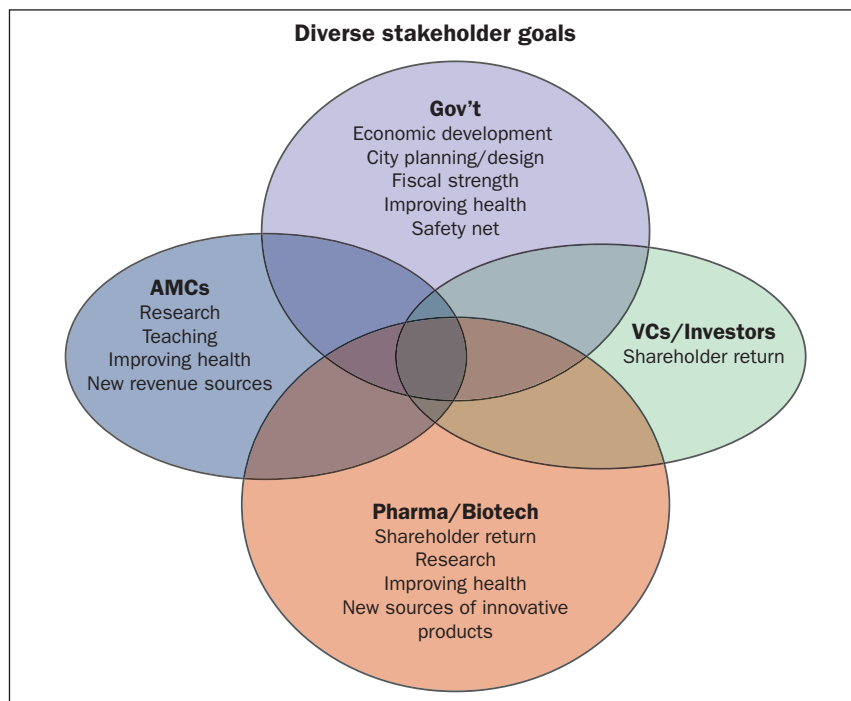 Diverse stakeholder goals
Gov't
Economic development
City planning/design
Fiscal strength
Improving health
Safety net
AMCs
Research
Teaching
Improving health
New revenue sources
VCs/Investors
Shareholder return
Pharma/Biotech
Shareholder return
Research
Improving health
New sources of innovative
products